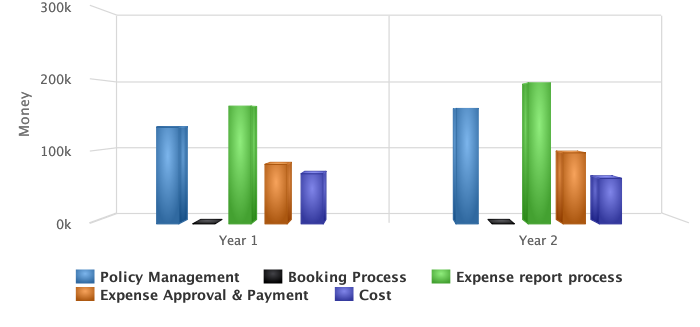 300k
200k
100k
0k
Money
Year 1
Year 2
Policy Management
Booking Process
Expense report process
Expense Approval & Payment
Cost